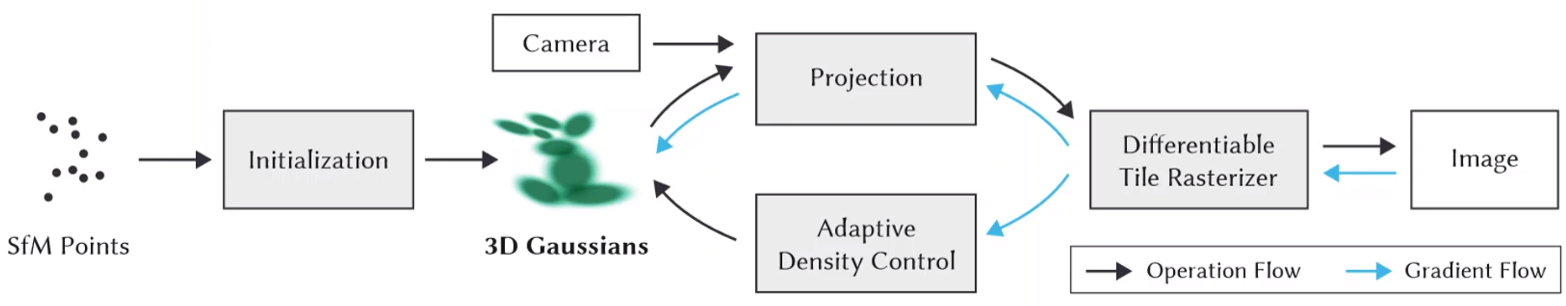 SfM Points
Initialization
Camera
3D Gaussians
Projection
Adaptive
Density Control
Differentiable
Tile Rasterizer
Image
Operation Flow
Gradient Flow